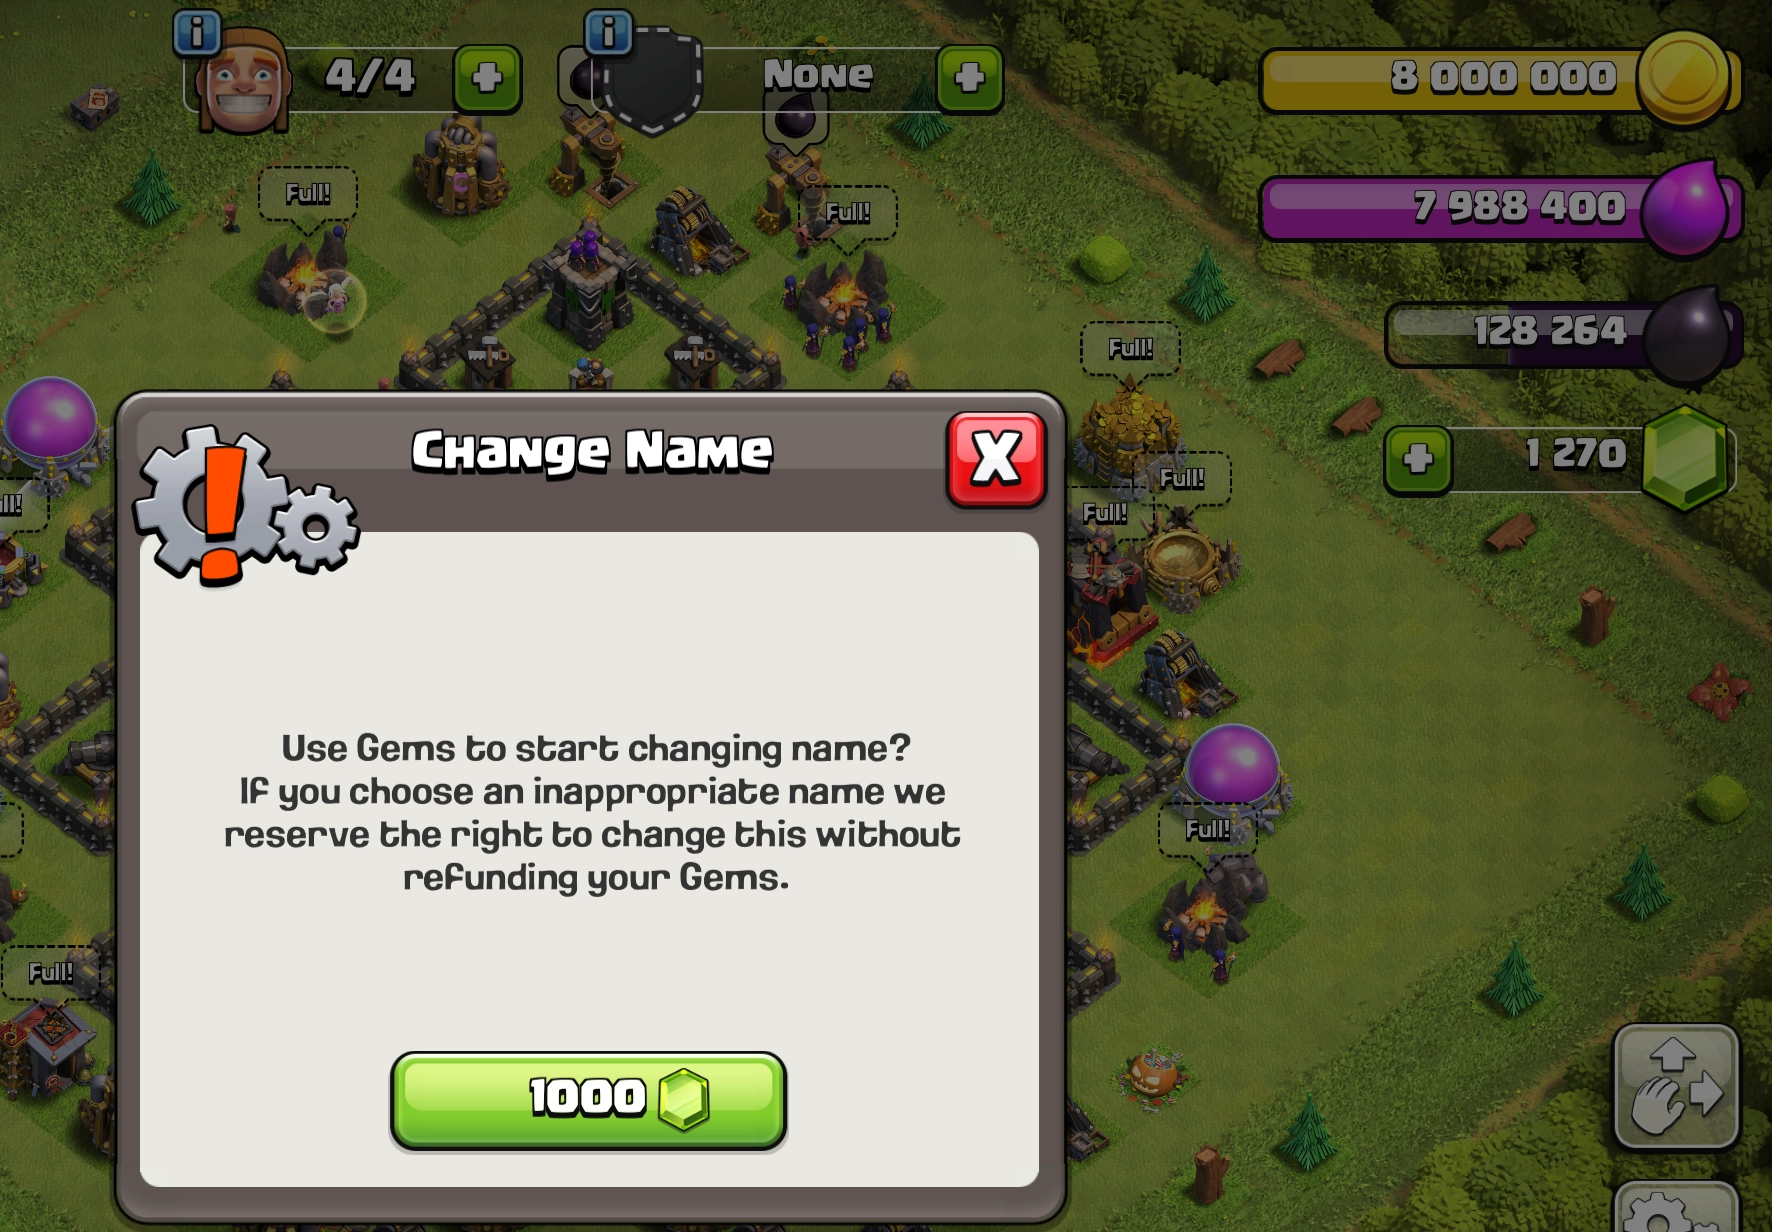 4/4
None
8 000 000
7 988 400
128 264
1 270
Full!
Full!
Full!
Full!
Full!
Full!
Full!
Change Name
X
Use Gems to start changing name?
If you choose an inappropriate name we
reserve the right to change this without
refunding your Gems.
1000